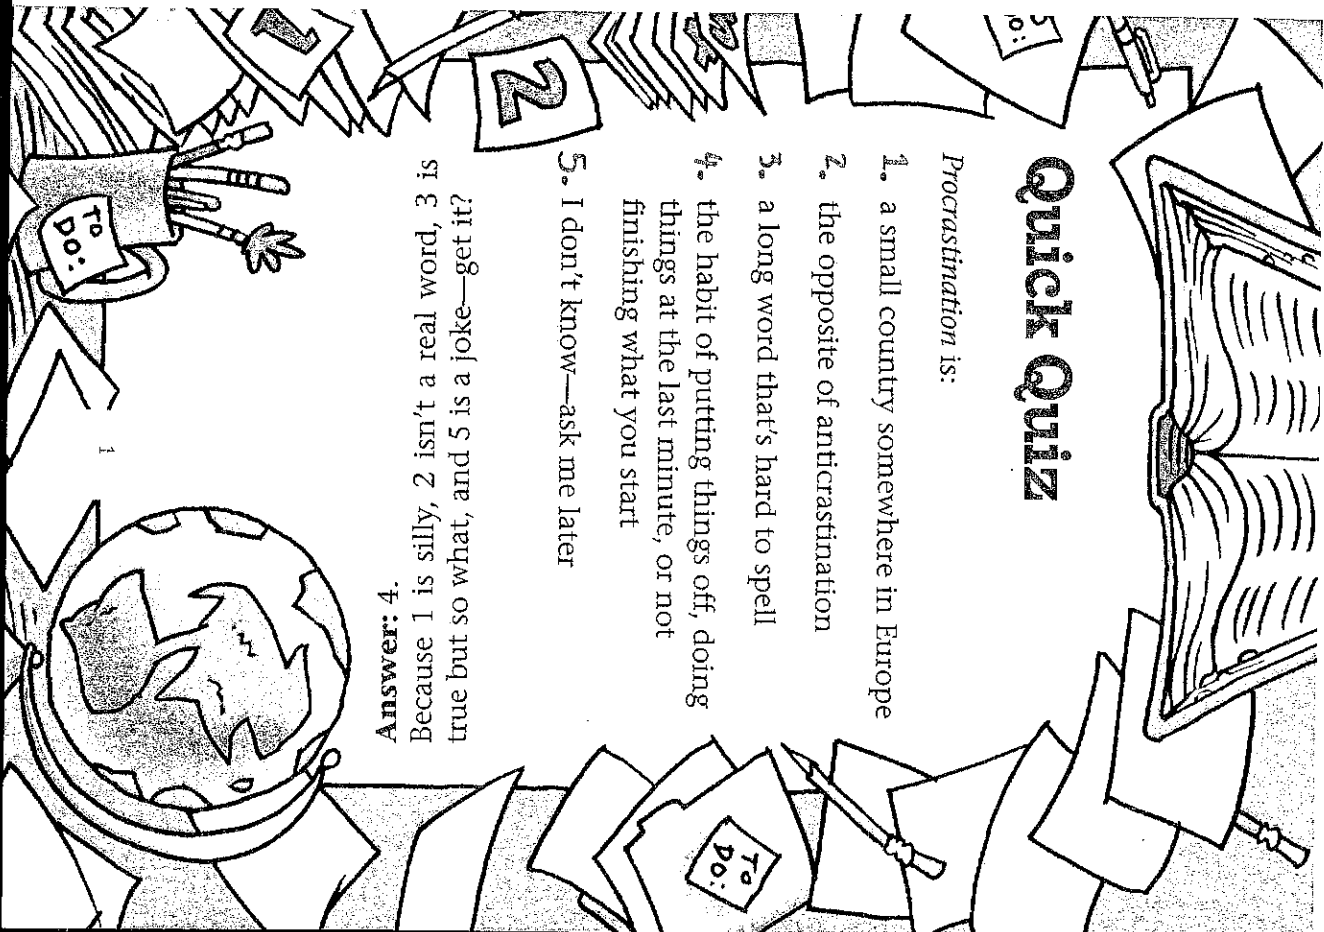 Quick Quiz
Procrastination is:
1. a small country somewhere in Europe
2. the opposite of anticrastination
3. a long word that's hard to spell
4. the habit of putting things off, doing
things at the last minute, or not
finishing what you start
5. I don't know—ask me later
Because 1 is silly, 2 isn't a real word, 3 is
true but so what, and 5 is a joke—get it?
Answer: 4.
1
1
2
TO
DO:
TO
DO:
DO: